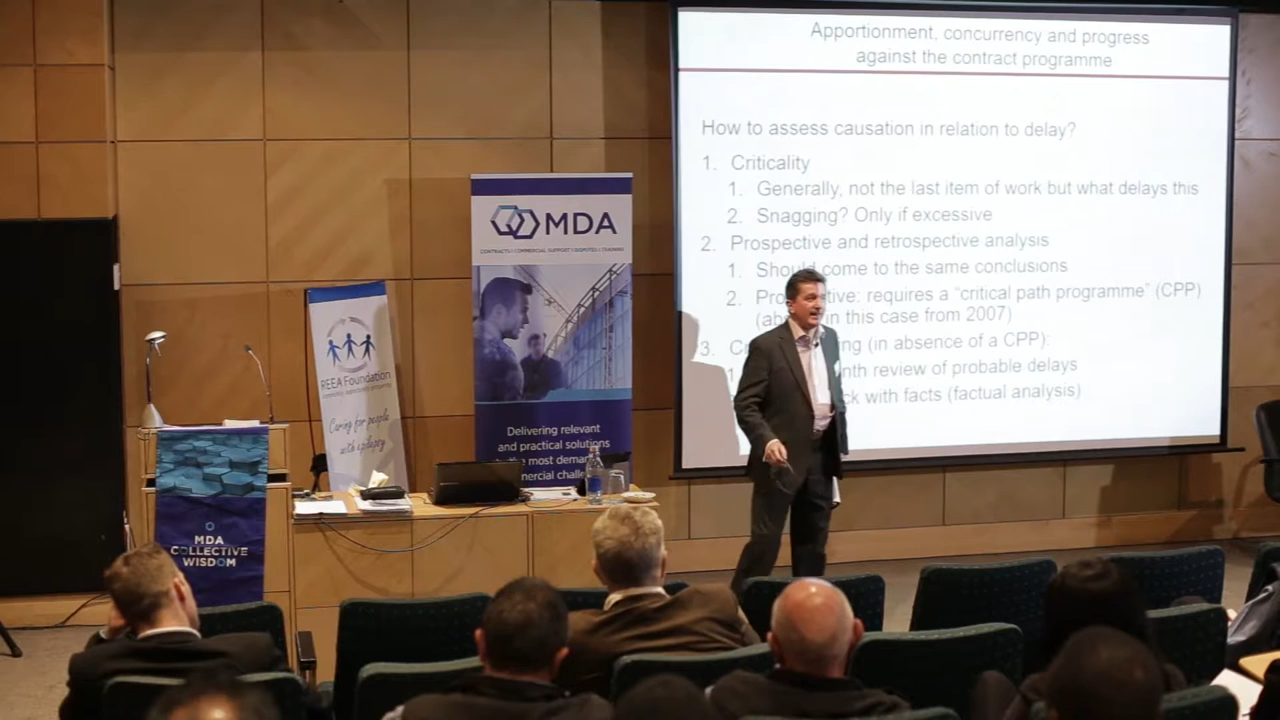 Apportionment, concurrency and progress
against the contract programme
How to assess causation in relation to delay?
1. Criticality
1. Generally, not the last item of work but what delays this
2. Snagging? Only if excessive
2. Prospective and retrospective analysis
1. Should come to the same conclusions
2. requires a "critical path programme" (CPP)
in this case from 2007)
3. (in absence of a CPP):
review of probable delays
with facts (factual analysis)
MDA
CONTRACTS | COMMERCIAL SUPPORT | DISPUTES | TRAINING
Delivering relevant
and practical solutions
most
REEA Foundation
Caring for people
with epilepsy
MDA
COLLECTIVE
WISDOM